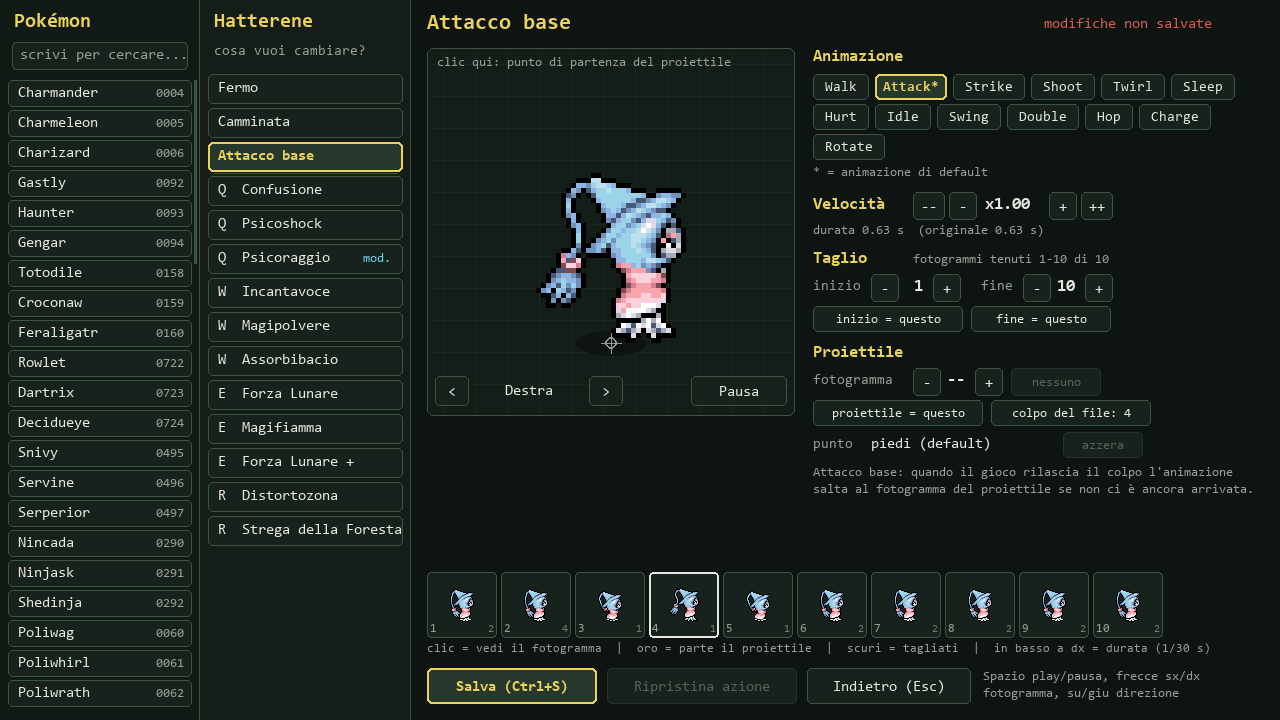 Pokémon
scrivi per cercare...
Charmander 0004
Charmeleon 0005
Charizard 0006
Gastly 0092
Haunter 0093
Gengar 0094
Totodile 0158
Croconaw 0159
Feraligatr 0160
Rowlet 0722
Dartrix 0723
Decidueye 0724
Snivy 0495
Servine 0496
Serperior 0497
Nincada 0290
Ninjask 0291
Shedinja 0292
Poliwag 0060
Poliwhirl 0061
Poliwrath 0062
Hatterene
cosa vuoi cambiare?
Fermo
Camminata
Attacco base
Q Confusione
Q Psicoshock
Q Psicoraggio mod.
W Incantavoce
W Magipolvere
W Assorbibacio
E Forza Lunare
E Magifiamma
E Forza Lunare +
R Distortozona
R Strega della Foresta
Attacco base
modifiche non salvate
clic qui: punto di partenza del proiettile
< Destra > Pausa
Animazione
Walk Attack* Strike Shoot Twirl Sleep
Hurt Idle Swing Double Hop Charge
Rotate
* = animazione di default
Velocità -- - x1.00 + ++
durata 0.63 s (originale 0.63 s)
Taglio fotogrammi tenuti 1-10 di 10
inizio - 1 + fine - 10 +
inizio = questo fine = questo
Proiettile
fotogramma - -- + nessuno
proiettile = questo colpo del file: 4
punto piedi (default) azzera
Attacco base: quando il gioco rilascia il colpo l'animazione
salta al fotogramma del proiettile se non ci è ancora arrivata.
1 2 2 4 3 1 4 1 5 1 6 2 7 2 8 2 9 2 10 2
clic = vedi il fotogramma | oro = parte il proiettile | scuri = tagliati | in basso a dx = durata (1/30 s)
Salva (Ctrl+S) Ripristina azione Indietro (Esc)
Spazio play/pausa, frecce sx/dx
fotogramma, su/giu direzione